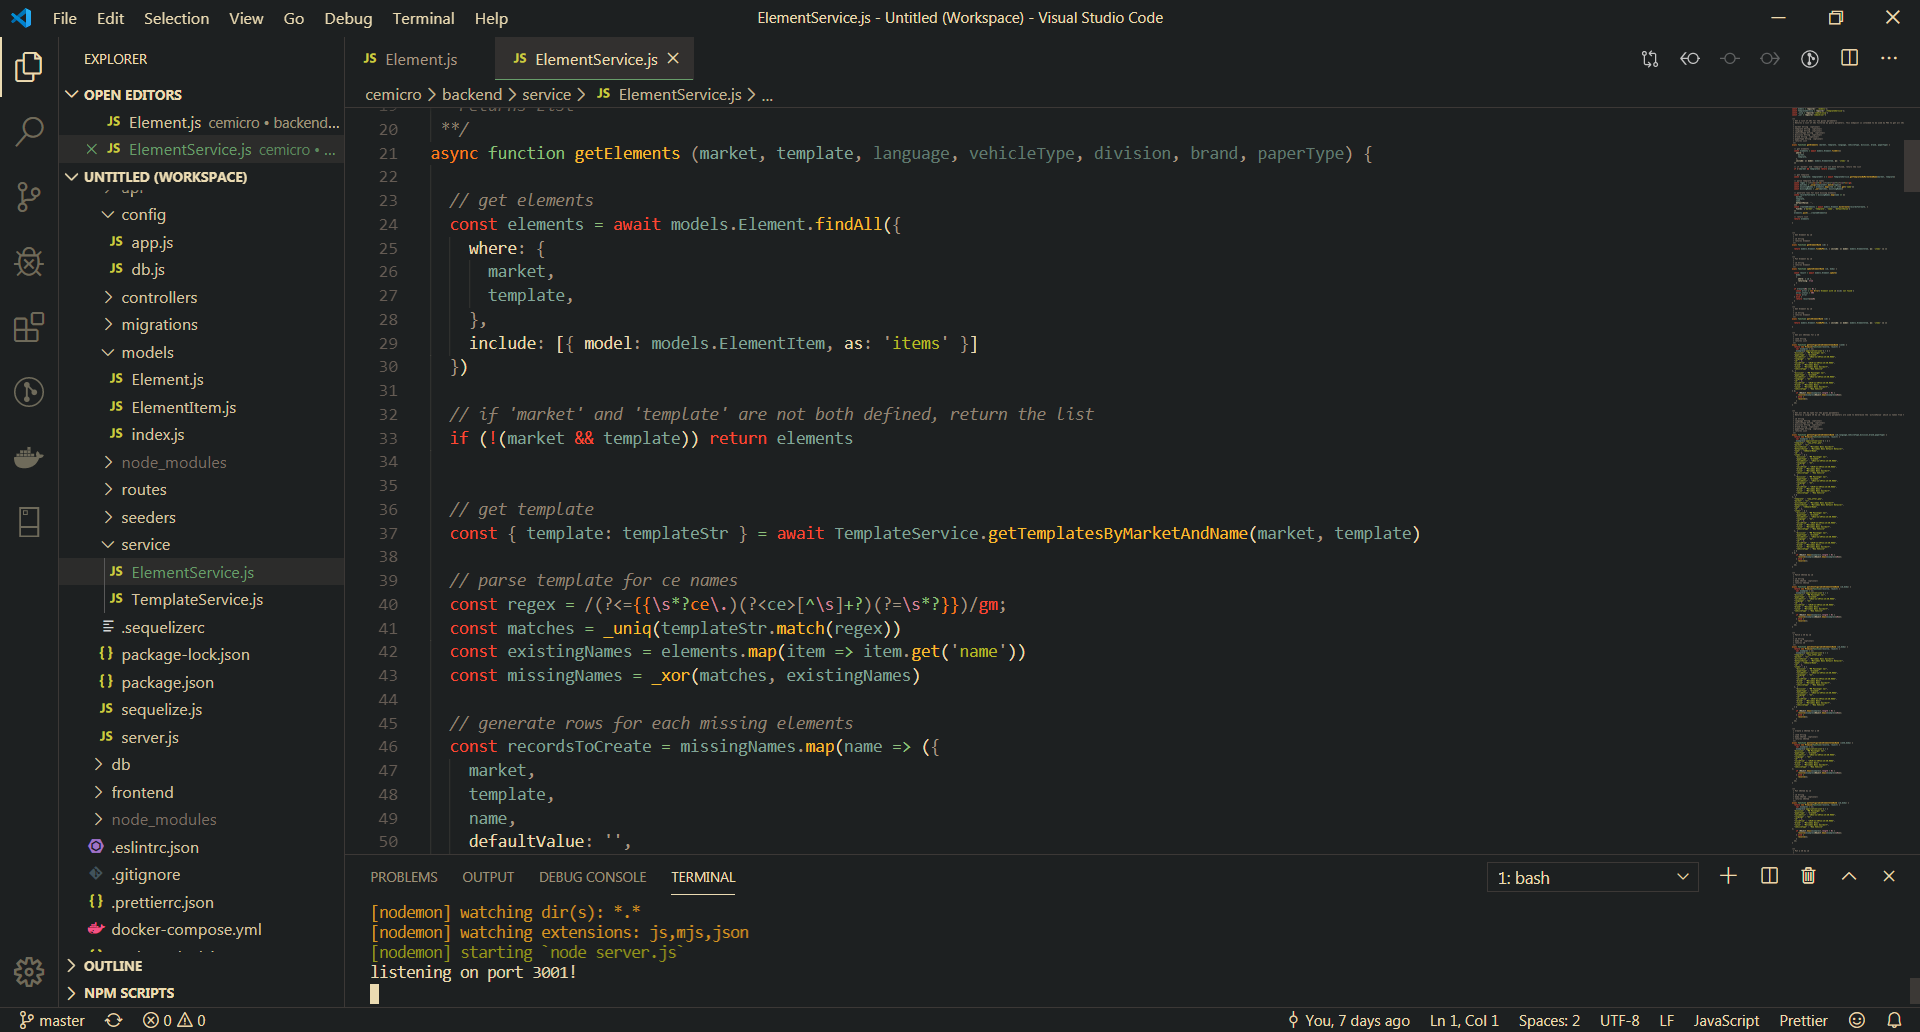 File Edit Selection View Go Debug Terminal Help
ElementService.js - Untitled (Workspace) - Visual Studio Code
EXPLORER
OPEN EDITORS
JS Element.js cemicro • backend...
JS ElementService.js cemicro • ...
UNTITLED (WORKSPACE)
api
config
JS app.js
JS db.js
controllers
migrations
models
JS Element.js
JS ElementItem.js
JS index.js
node_modules
routes
seeders
service
JS ElementService.js
JS TemplateService.js
.sequelizerc
{} package-lock.json
{} package.json
JS sequelize.js
JS server.js
db
frontend
node_modules
.eslintrc.json
.gitignore
{} .prettierrc.json
docker-compose.yml
OUTLINE
NPM SCRIPTS
JS Element.js
JS ElementService.js
cemicro > backend > service > JS ElementService.js > ...
19 returns List
20 **/
21 async function getElements (market, template, language, vehicleType, division, brand, paperType) {
22
23 // get elements
24 const elements = await models.Element.findAll({
25 where: {
26 market,
27 template,
28 },
29 include: [{ model: models.ElementItem, as: 'items' }]
30 })
31
32 // if 'market' and 'template' are not both defined, return the list
33 if (!(market && template)) return elements
34
35
36 // get template
37 const { template: templateStr } = await TemplateService.getTemplatesByMarketAndName(market, template)
38
39 // parse template for ce names
40 const regex = /(?<={{\s*?ce\.)(?<ce>[^\s]+?)(?=\s*?}})/gm;
41 const matches = _uniq(templateStr.match(regex))
42 const existingNames = elements.map(item => item.get('name'))
43 const missingNames = _xor(matches, existingNames)
44
45 // generate rows for each missing elements
46 const recordsToCreate = missingNames.map(name => ({
47 market,
48 template,
49 name,
50 defaultValue: '',
PROBLEMS OUTPUT DEBUG CONSOLE TERMINAL
1: bash
[nodemon] watching dir(s): *.*
[nodemon] watching extensions: js,mjs,json
[nodemon] starting `node server.js`
listening on port 3001!
master 0 0
You, 7 days ago Ln 1, Col 1 Spaces: 2 UTF-8 LF JavaScript Prettier